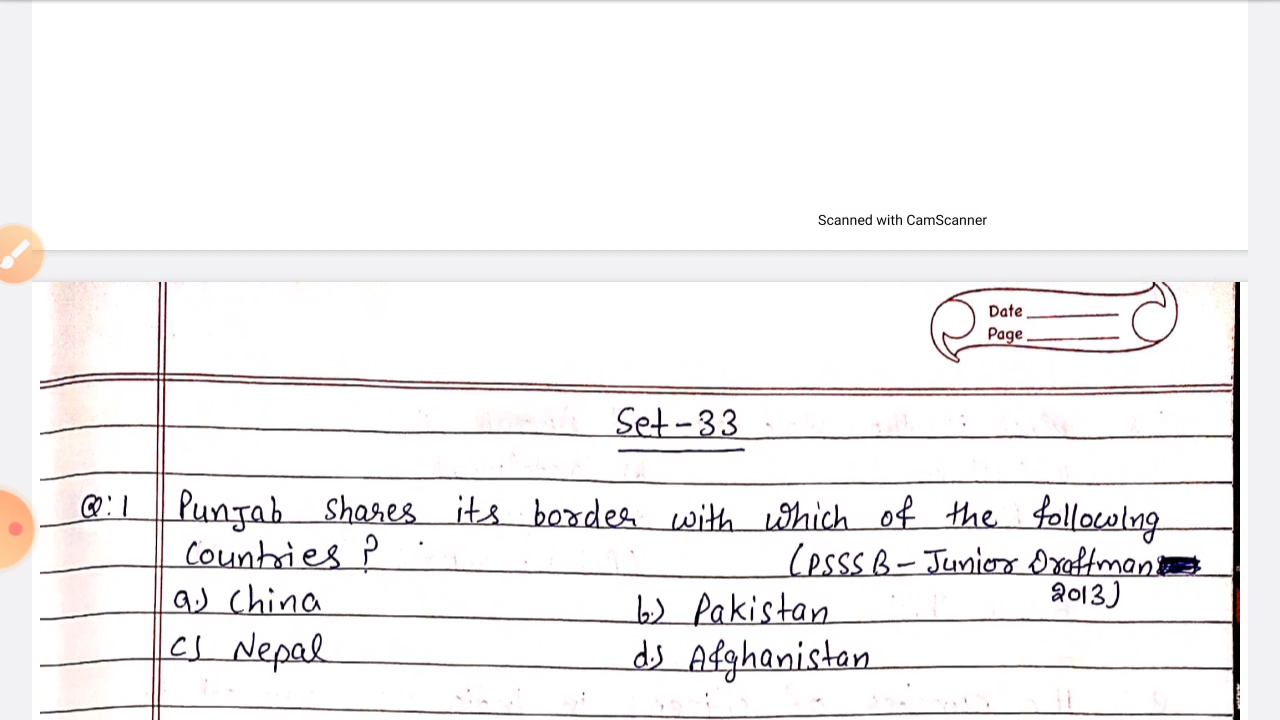 Scanned with CamScanner
Date
Page
Set-33
Q:1 Punjab shares its border with which of the following
Countries ? (PSSSB - Junior Draftman
2013)
a.) China b.) Pakistan
c) Nepal d.) Afghanistan